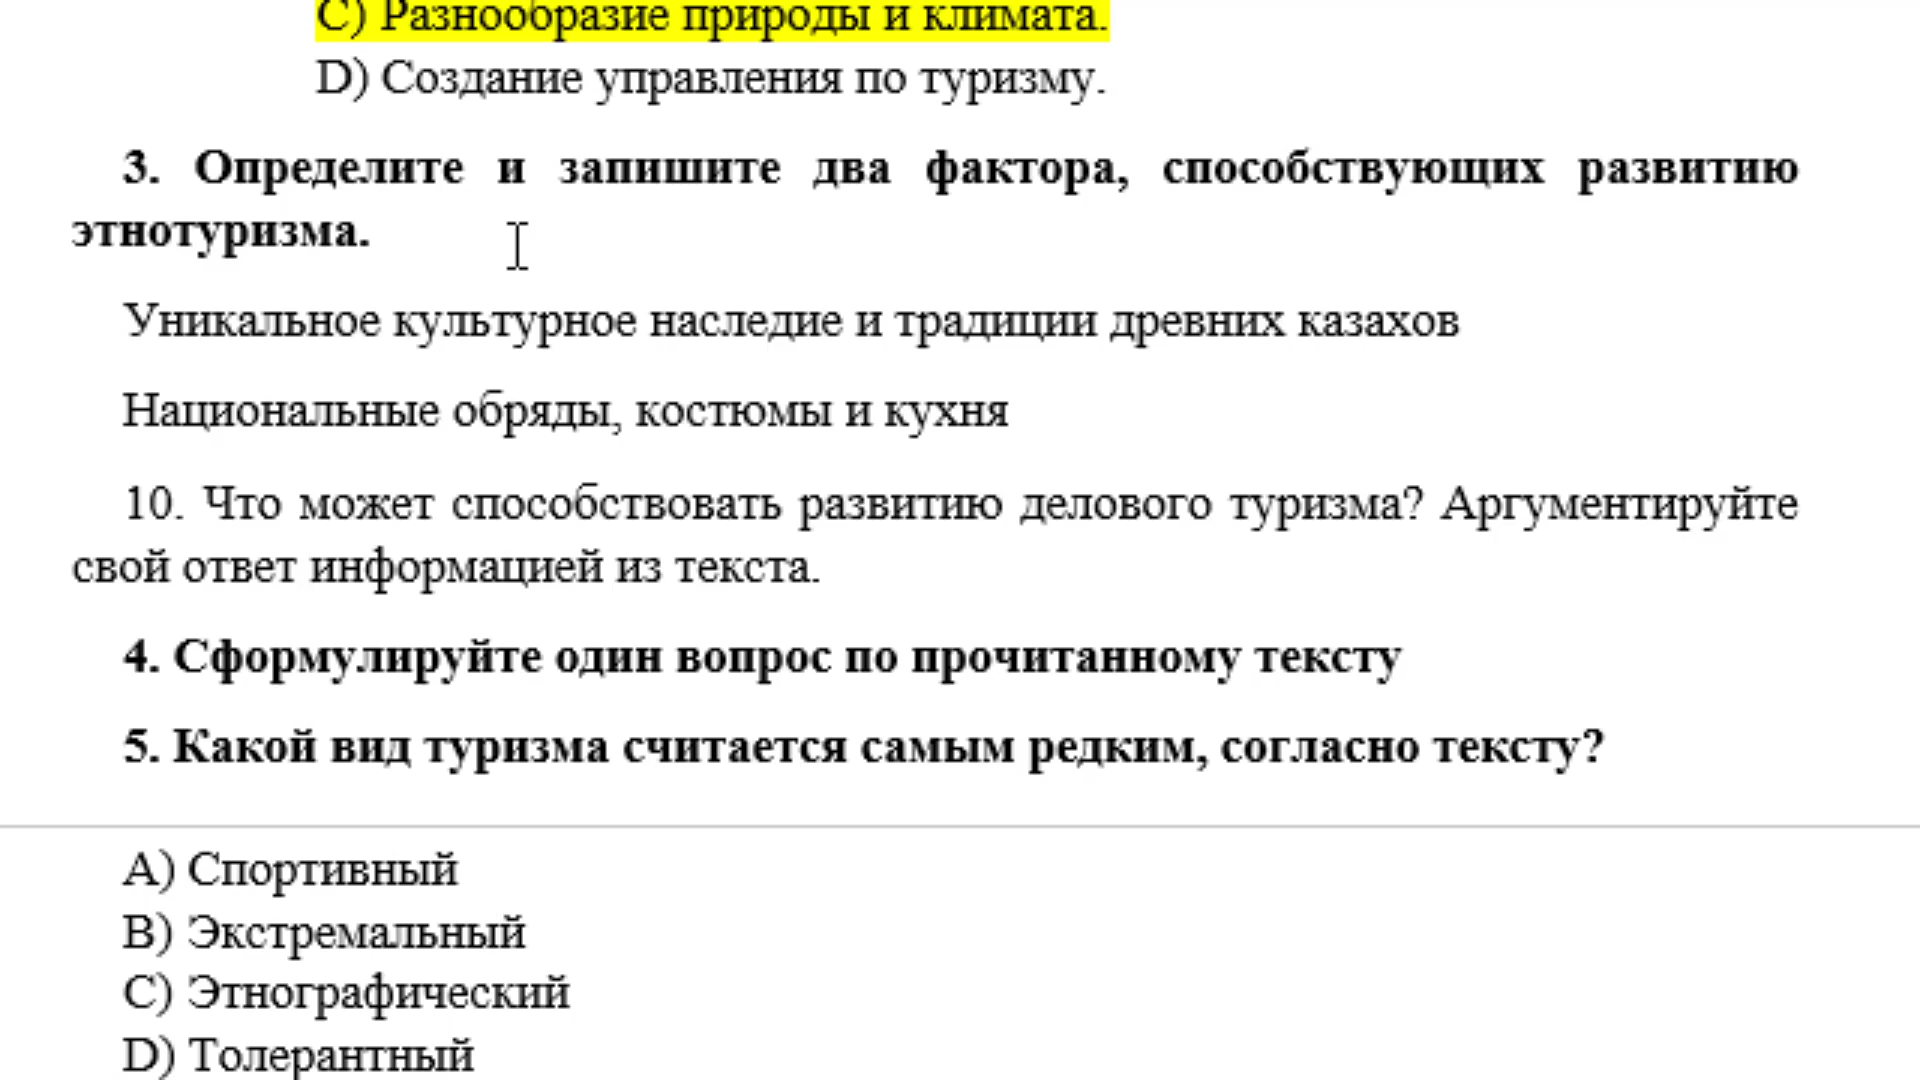 C) Разнообразие природы и климата.
D) Создание управления по туризму.
3. Определите и запишите два фактора, способствующих развитию
этнотуризма.
Уникальное культурное наследие и традиции древних казахов
Национальные обряды, костюмы и кухня
10. Что может способствовать развитию делового туризма? Аргументируйте
свой ответ информацией из текста.
4. Сформулируйте один вопрос по прочитанному тексту
5. Какой вид туризма считается самым редким, согласно тексту?
A) Спортивный
B) Экстремальный
C) Этнографический
D) Толерантный